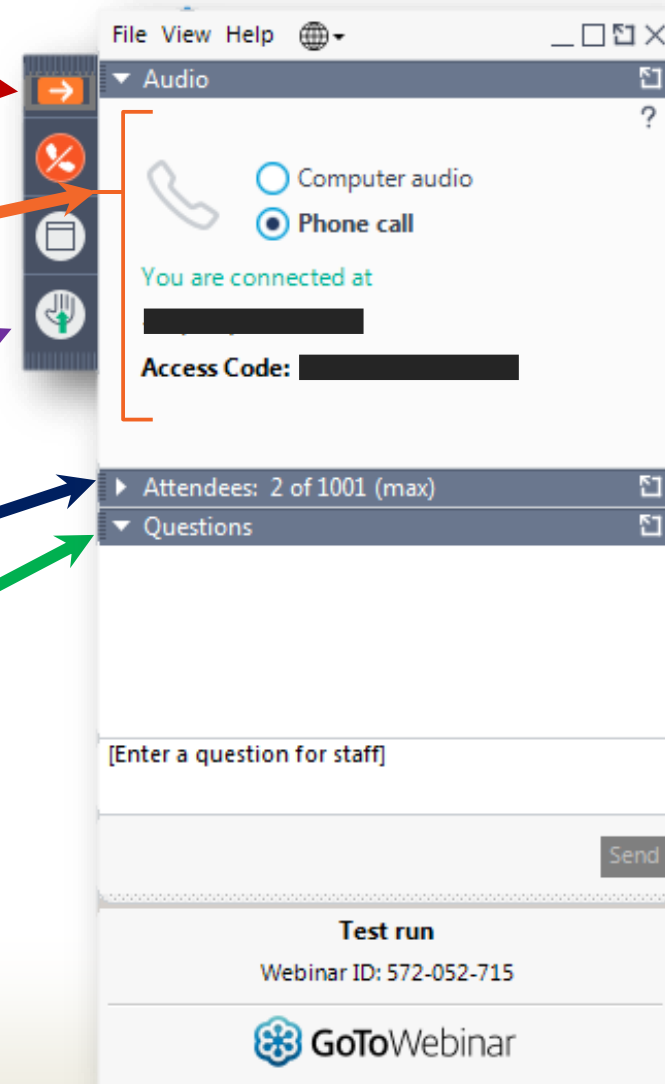 File View Help
Audio
?
Computer audio
Phone call
You are connected at
Access Code:
Attendees: 2 of 1001 (max)
Questions
[Enter a question for staff]
Send
Test run
Webinar ID: 572-052-715
GoToWebinar